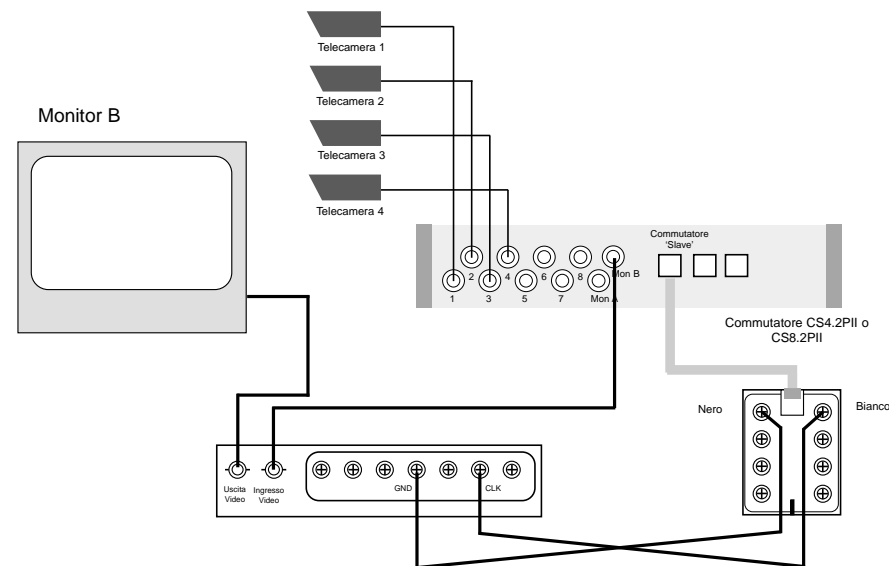 Telecamera 1
Telecamera 2
Monitor B
Telecamera 3
Telecamera 4
Commutatore
'Slave'
2
4
6
8
Mon B
1
3
5
7
Mon A
Commutatore CS4.2PII o
CS8.2PII
Nero
Bianco
Uscita
Video
Ingresso
Video
GND
CLK